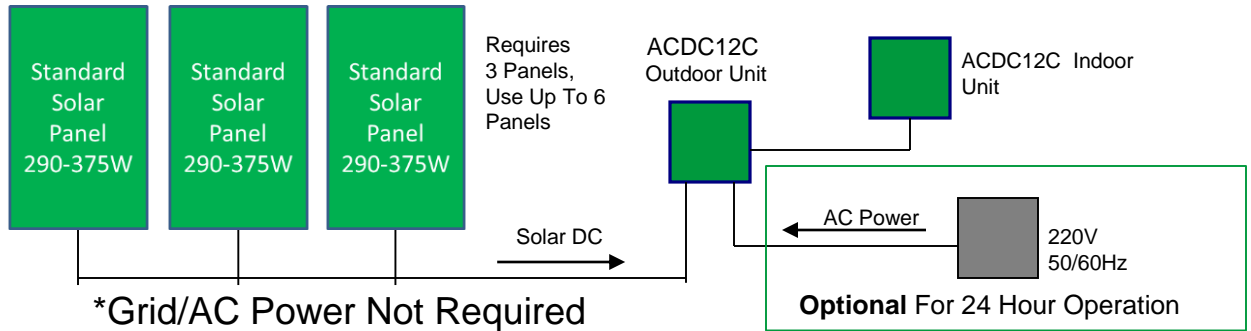 Standard
Solar
Panel
290-375W
Standard
Solar
Panel
290-375W
Standard
Solar
Panel
290-375W
Requires
3 Panels,
Use Up To 6
Panels
ACDC12C
Outdoor Unit
ACDC12C Indoor
Unit
Solar DC
AC Power
220V
50/60Hz
*Grid/AC Power Not Required
Optional For 24 Hour Operation